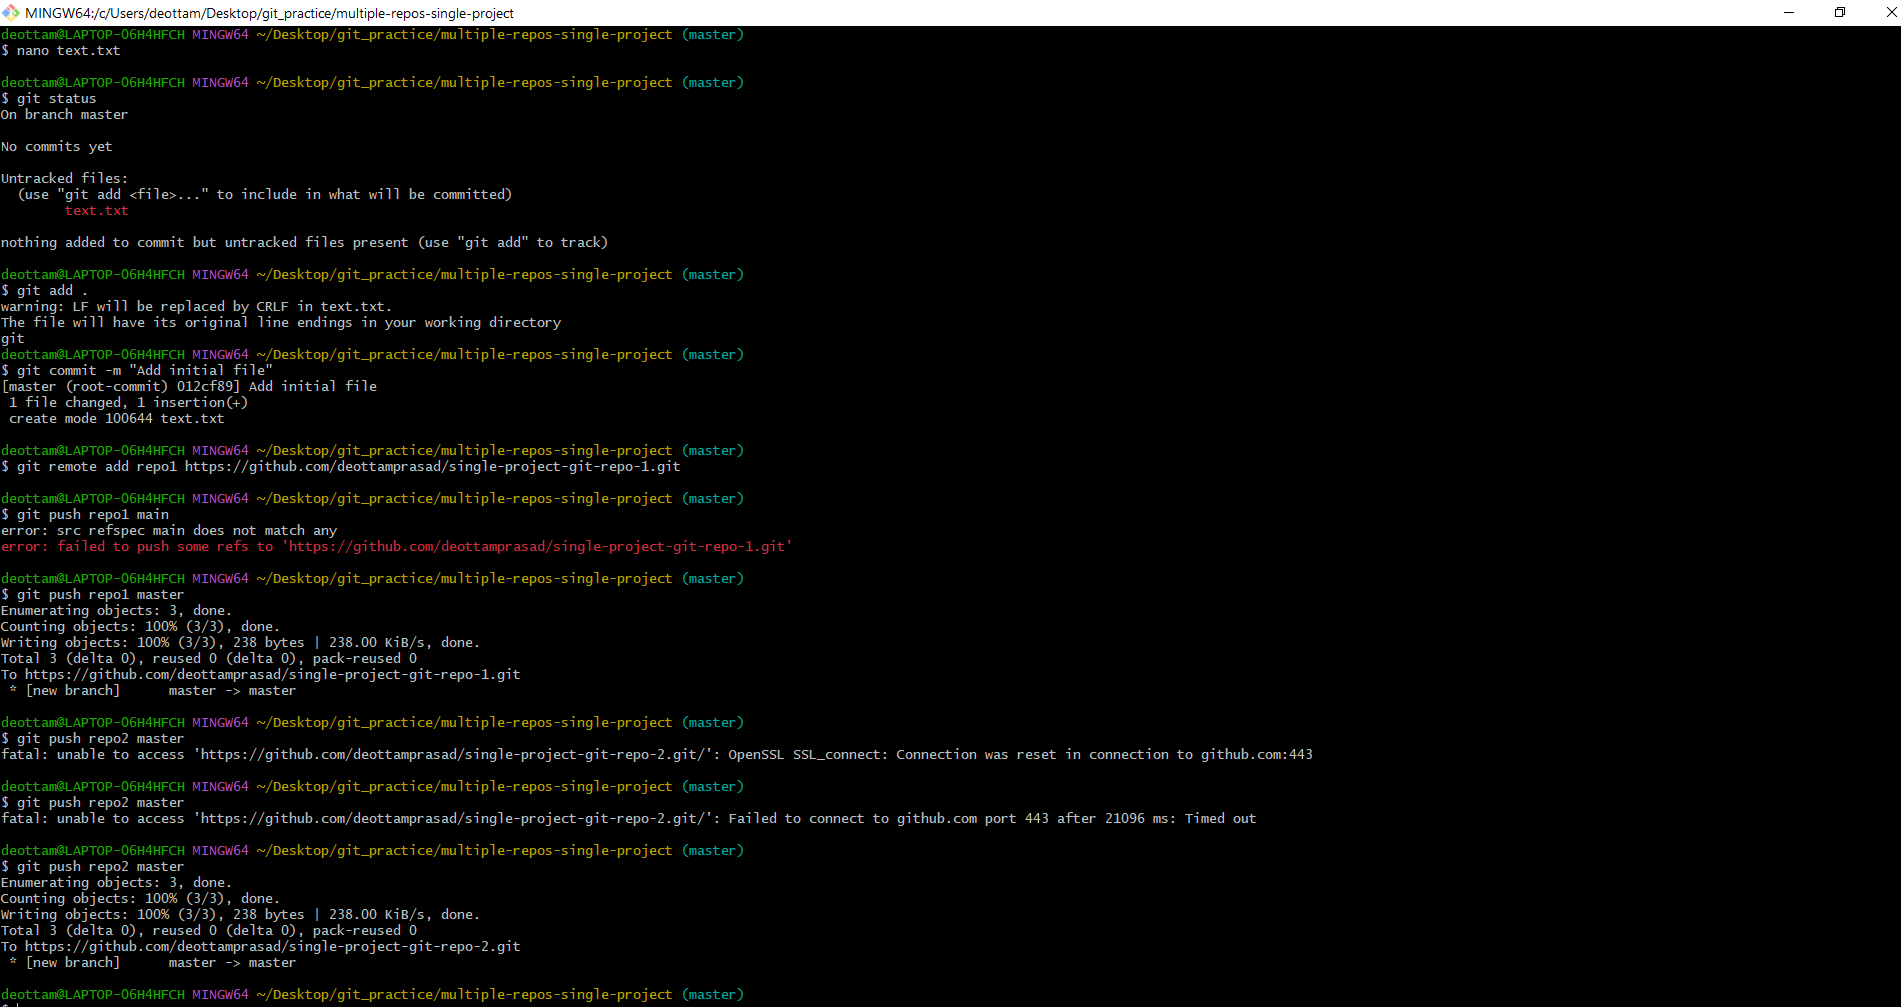 MINGW64:/c/Users/deottam/Desktop/git_practice/multiple-repos-single-project
deottam@LAPTOP-O6H4HFCH MINGW64 ~/Desktop/git_practice/multiple-repos-single-project (master)
$ nano text.txt
deottam@LAPTOP-O6H4HFCH MINGW64 ~/Desktop/git_practice/multiple-repos-single-project (master)
$ git status
On branch master
No commits yet
Untracked files:
  (use "git add <file>..." to include in what will be committed)
        text.txt
nothing added to commit but untracked files present (use "git add" to track)
deottam@LAPTOP-O6H4HFCH MINGW64 ~/Desktop/git_practice/multiple-repos-single-project (master)
$ git add .
warning: LF will be replaced by CRLF in text.txt.
The file will have its original line endings in your working directory
git
deottam@LAPTOP-O6H4HFCH MINGW64 ~/Desktop/git_practice/multiple-repos-single-project (master)
$ git commit -m "Add initial file"
[master (root-commit) 012cf89] Add initial file
 1 file changed, 1 insertion(+)
 create mode 100644 text.txt
deottam@LAPTOP-O6H4HFCH MINGW64 ~/Desktop/git_practice/multiple-repos-single-project (master)
$ git remote add repo1 https://github.com/deottamprasad/single-project-git-repo-1.git
deottam@LAPTOP-O6H4HFCH MINGW64 ~/Desktop/git_practice/multiple-repos-single-project (master)
$ git push repo1 main
error: src refspec main does not match any
error: failed to push some refs to 'https://github.com/deottamprasad/single-project-git-repo-1.git'
deottam@LAPTOP-O6H4HFCH MINGW64 ~/Desktop/git_practice/multiple-repos-single-project (master)
$ git push repo1 master
Enumerating objects: 3, done.
Counting objects: 100% (3/3), done.
Writing objects: 100% (3/3), 238 bytes | 238.00 KiB/s, done.
Total 3 (delta 0), reused 0 (delta 0), pack-reused 0
To https://github.com/deottamprasad/single-project-git-repo-1.git
 * [new branch]      master -> master
deottam@LAPTOP-O6H4HFCH MINGW64 ~/Desktop/git_practice/multiple-repos-single-project (master)
$ git push repo2 master
fatal: unable to access 'https://github.com/deottamprasad/single-project-git-repo-2.git/': OpenSSL SSL_connect: Connection was reset in connection to github.com:443
deottam@LAPTOP-O6H4HFCH MINGW64 ~/Desktop/git_practice/multiple-repos-single-project (master)
$ git push repo2 master
fatal: unable to access 'https://github.com/deottamprasad/single-project-git-repo-2.git/': Failed to connect to github.com port 443 after 21096 ms: Timed out
deottam@LAPTOP-O6H4HFCH MINGW64 ~/Desktop/git_practice/multiple-repos-single-project (master)
$ git push repo2 master
Enumerating objects: 3, done.
Counting objects: 100% (3/3), done.
Writing objects: 100% (3/3), 238 bytes | 238.00 KiB/s, done.
Total 3 (delta 0), reused 0 (delta 0), pack-reused 0
To https://github.com/deottamprasad/single-project-git-repo-2.git
 * [new branch]      master -> master
deottam@LAPTOP-O6H4HFCH MINGW64 ~/Desktop/git_practice/multiple-repos-single-project (master)
$